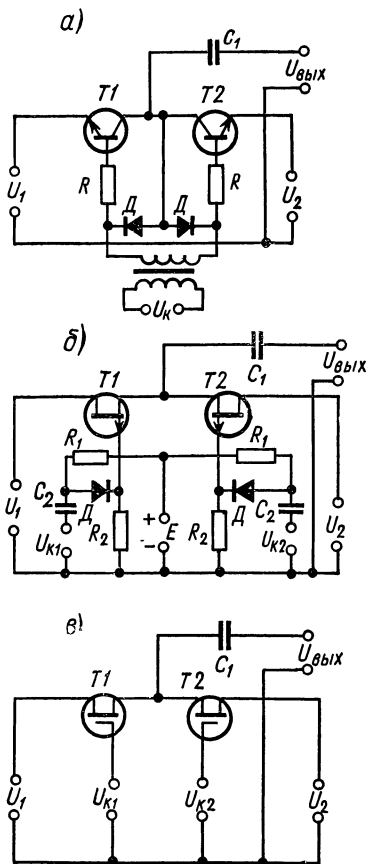 а)
C₁
Uвых
T1
T2
U₁
R
R
U₂
Д
Д
Uк
б)
C₁
Uвых
T1
T2
R₁
R₁
U₁
C₂
Д
R₂
+
E
−
R₂
Д
C₂
U₂
Uк1
Uк2
в)
C₁
Uвых
T1
T2
U₁
Uк1
Uк2
U₂